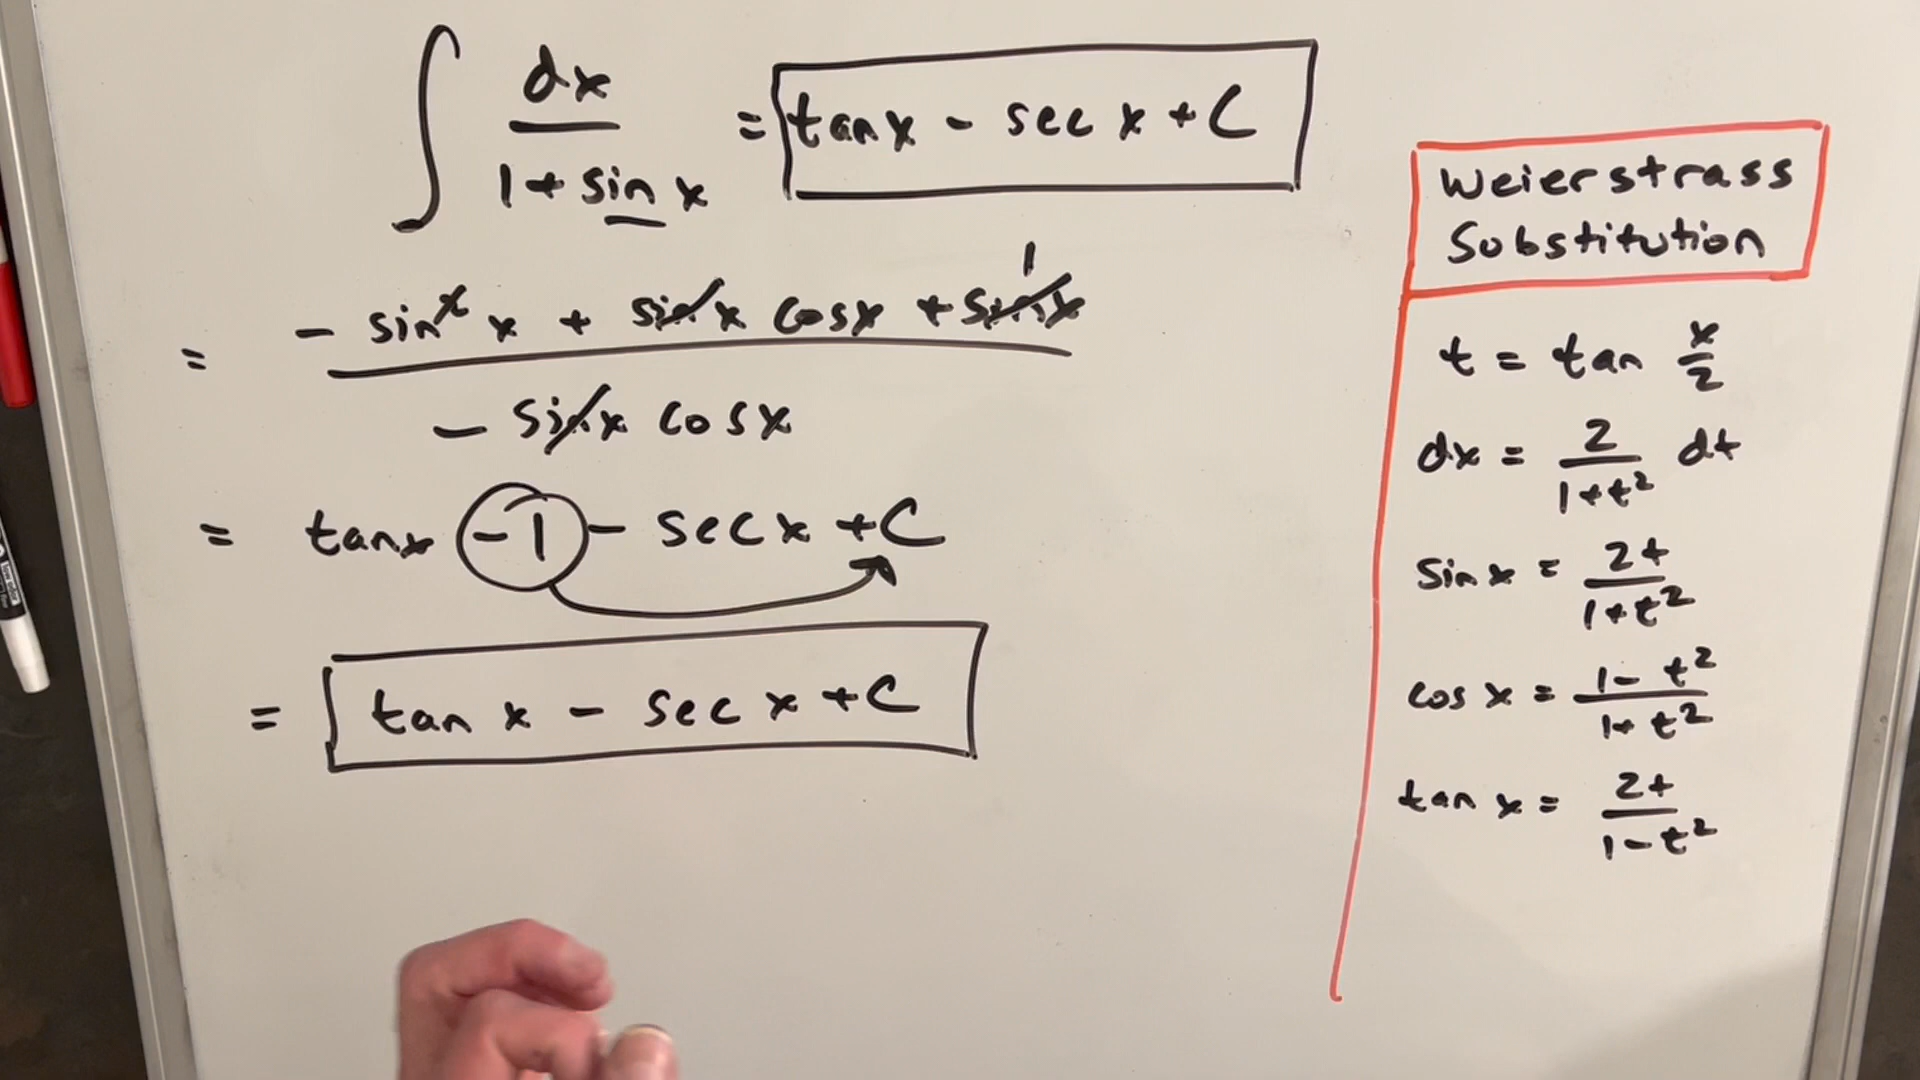 ∫ dx / (1 + sin x) = tan x - sec x + C
1
= (- sin² x + sin x cos x + sin x) / (- sin x cos x)
= tan x - 1 - sec x + C
= tan x - sec x + C
Weierstrass
Substitution
t = tan x/2
dx = 2/(1+t²) dt
sin x = 2t/(1+t²)
cos x = (1-t²)/(1+t²)
tan x = 2t/(1-t²)